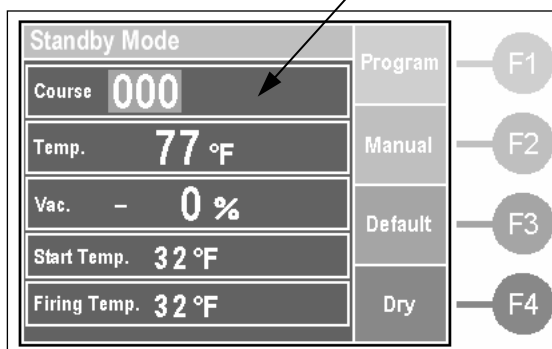 Standby Mode
Course 000
Temp. 77 °F
Vac. - 0 %
Start Temp. 32 °F
Firing Temp. 32 °F
Program F1
Manual F2
Default F3
Dry F4